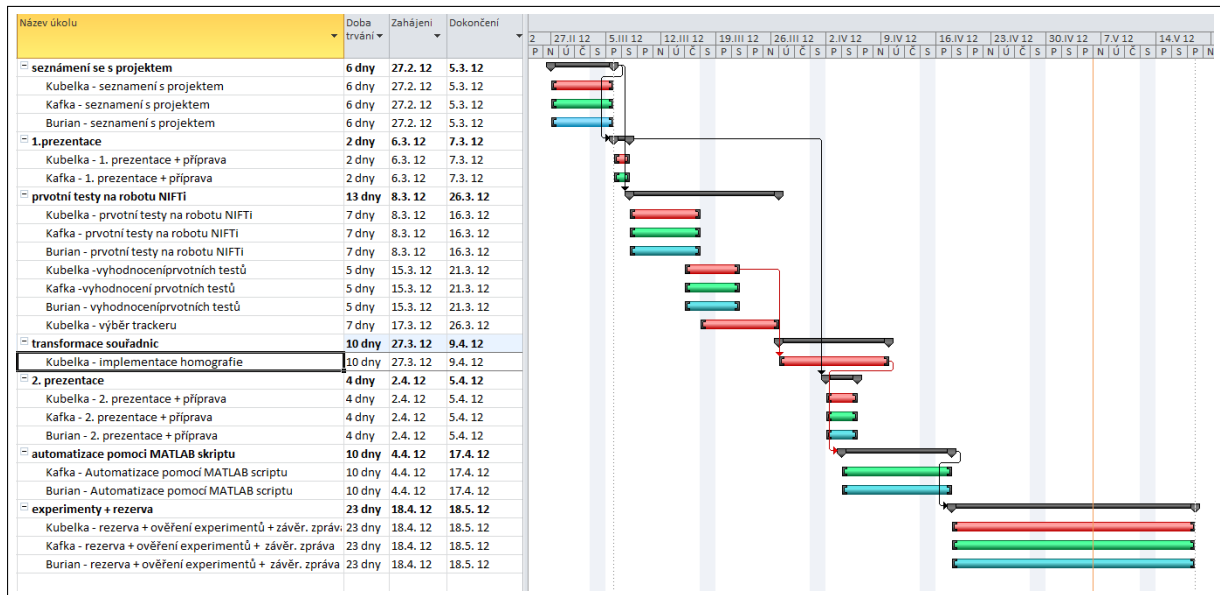 Název úkolu Doba trvání Zahájeni Dokončení
2 27.II 12 5.III 12 12.III 12 19.III 12 26.III 12 2.IV 12 9.IV 12 16.IV 12 23.IV 12 30.IV 12 7.V 12 14.V 12
P N Ú Č S P S P N Ú Č S P S P N Ú Č S P S P N Ú Č S P S P N Ú Č S P S P N Ú Č S P S P N
seznámení se s projektem 6 dny 27.2. 12 5.3. 12
Kubelka - seznamení s projektem 6 dny 27.2. 12 5.3. 12
Kafka - seznamení s projektem 6 dny 27.2. 12 5.3. 12
Burian - seznamení s projektem 6 dny 27.2. 12 5.3. 12
1.prezentace 2 dny 6.3. 12 7.3. 12
Kubelka - 1. prezentace + příprava 2 dny 6.3. 12 7.3. 12
Kafka - 1. prezentace + příprava 2 dny 6.3. 12 7.3. 12
prvotní testy na robotu NIFTi 13 dny 8.3. 12 26.3. 12
Kubelka - prvotní testy na robotu NIFTi 7 dny 8.3. 12 16.3. 12
Kafka - prvotní testy na robotu NIFTi 7 dny 8.3. 12 16.3. 12
Burian - prvotní testy na robotu NIFTi 7 dny 8.3. 12 16.3. 12
Kubelka -vyhodnoceníprvotních testů 5 dny 15.3. 12 21.3. 12
Kafka -vyhodnocení prvotních testů 5 dny 15.3. 12 21.3. 12
Burian - vyhodnoceníprvotních testů 5 dny 15.3. 12 21.3. 12
Kubelka - výběr trackeru 7 dny 17.3. 12 26.3. 12
transformace souřadnic 10 dny 27.3. 12 9.4. 12
Kubelka - implementace homografie 10 dny 27.3. 12 9.4. 12
2. prezentace 4 dny 2.4. 12 5.4. 12
Kubelka - 2. prezentace + příprava 4 dny 2.4. 12 5.4. 12
Kafka - 2. prezentace + příprava 4 dny 2.4. 12 5.4. 12
Burian - 2. prezentace + příprava 4 dny 2.4. 12 5.4. 12
automatizace pomocí MATLAB skriptu 10 dny 4.4. 12 17.4. 12
Kafka - Automatizace pomocí MATLAB scriptu 10 dny 4.4. 12 17.4. 12
Burian - Automatizace pomocí MATLAB scriptu 10 dny 4.4. 12 17.4. 12
experimenty + rezerva 23 dny 18.4. 12 18.5. 12
Kubelka - rezerva + ověření experimentů + závěr. zpráva 23 dny 18.4. 12 18.5. 12
Kafka - rezerva + ověření experimentů + závěr. zpráva 23 dny 18.4. 12 18.5. 12
Burian - rezerva + ověření experimentů + závěr. zpráva 23 dny 18.4. 12 18.5. 12